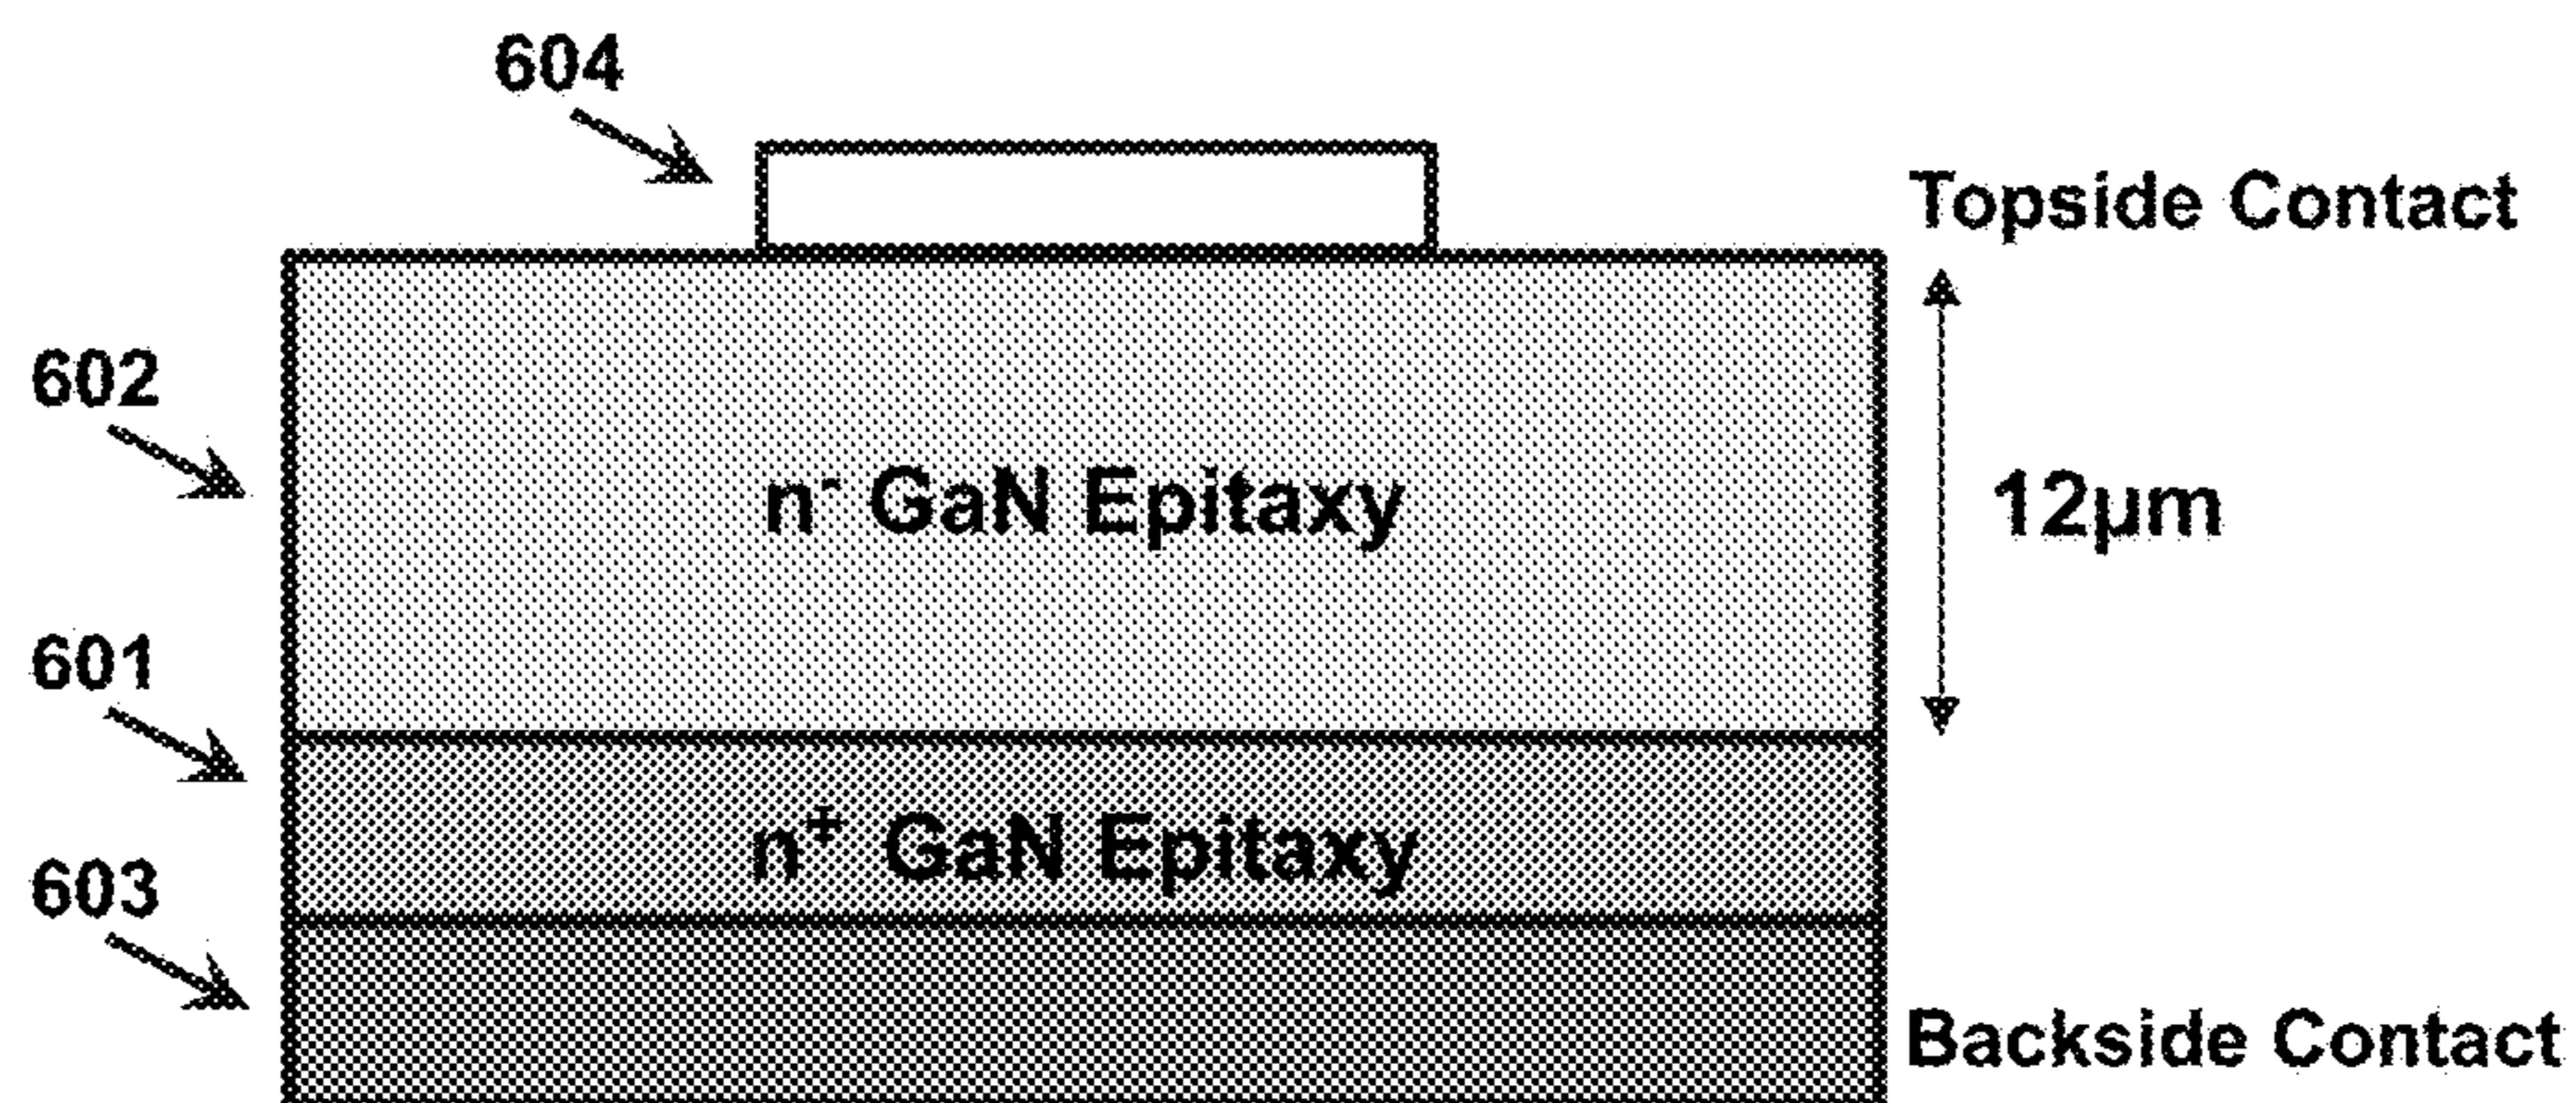 604
Topside Contact
602
n⁻ GaN Epitaxy
12µm
601
n⁺ GaN Epitaxy
603
Backside Contact